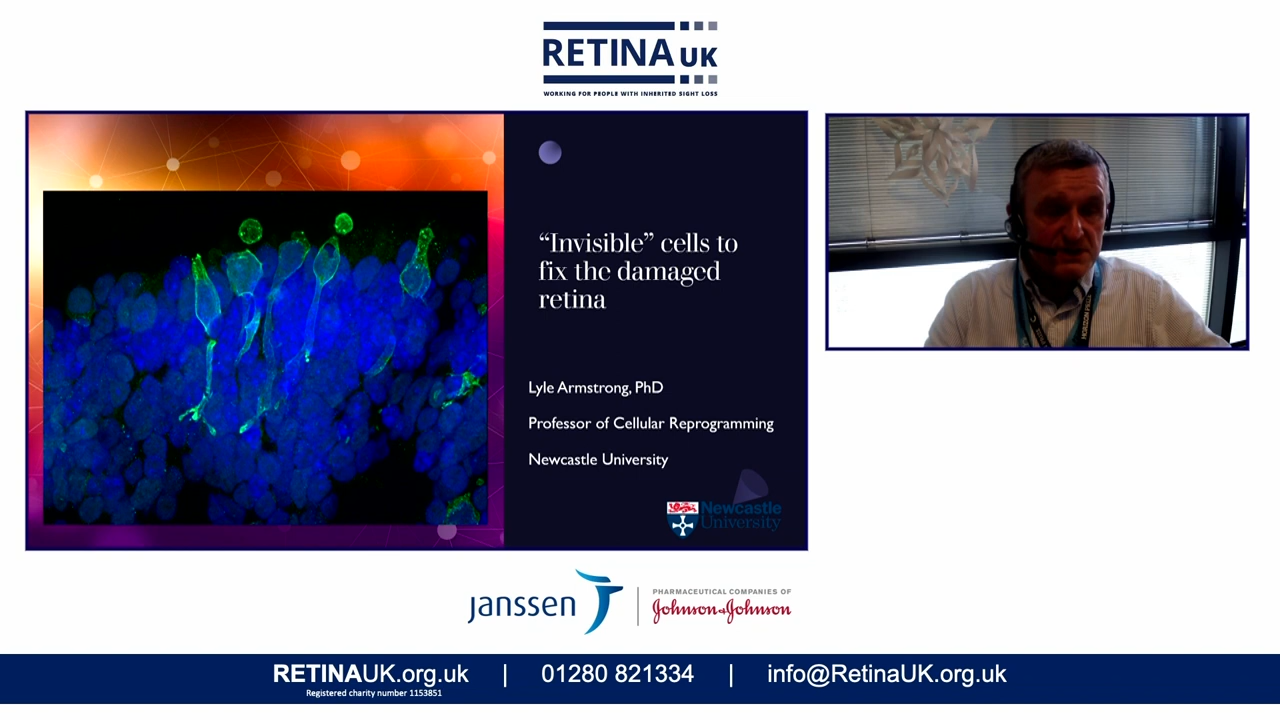 RETINA UK
WORKING FOR PEOPLE WITH INHERITED SIGHT LOSS
“Invisible” cells to
fix the damaged
retina
Lyle Armstrong, PhD
Professor of Cellular Reprogramming
Newcastle University
Newcastle
University
janssen
PHARMACEUTICAL COMPANIES OF
Johnson & Johnson
RETINAUK.org.uk | 01280 821334 | info@RetinaUK.org.uk
Registered charity number 1153851